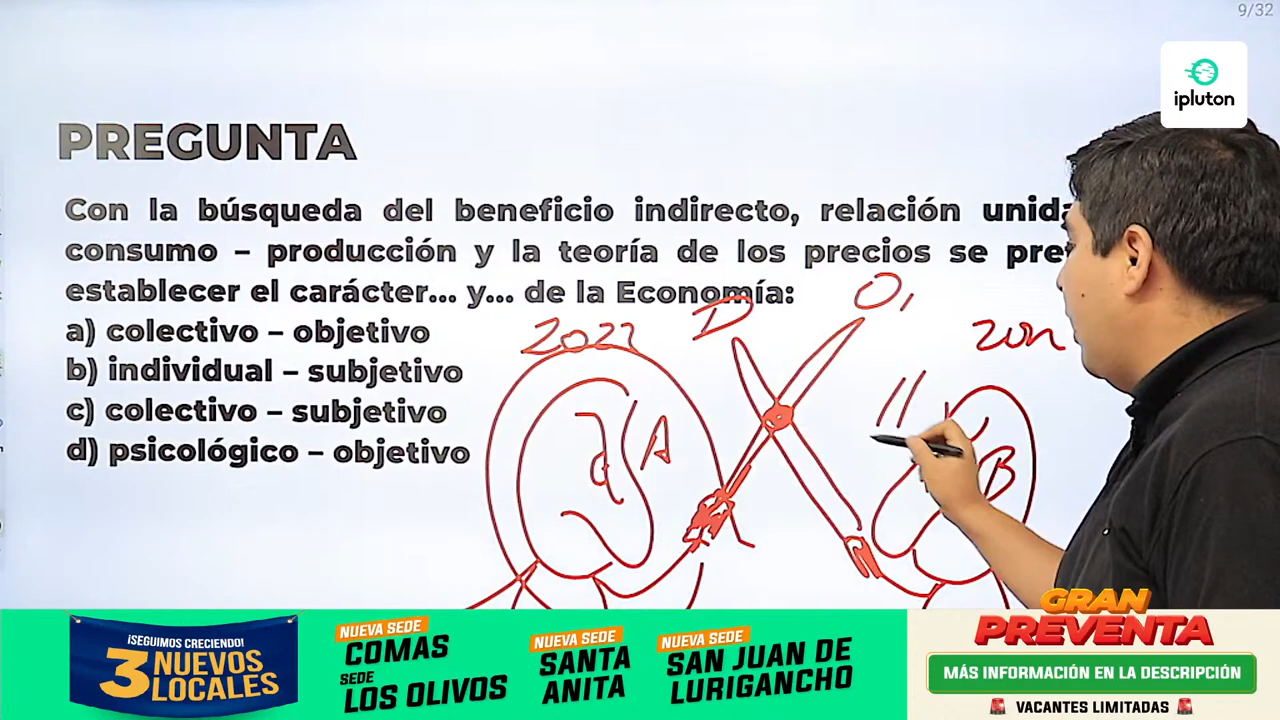 9/32
ipluton
PREGUNTA
Con la búsqueda del beneficio indirecto, relación
consumo – producción y la teoría de los precios se
establecer el carácter... y... de la Economía:
a) colectivo – objetivo
b) individual – subjetivo
c) colectivo – subjetivo
d) psicológico – objetivo
D
O,
A
B
¡SEGUIMOS CRECIENDO!
3 NUEVOS
LOCALES
NUEVA SEDE
COMAS
SEDE
LOS OLIVOS
NUEVA SEDE
SANTA
ANITA
NUEVA SEDE
SAN JUAN DE
LURIGANCHO
GRAN
PREVENTA
MÁS INFORMACIÓN EN LA DESCRIPCIÓN
VACANTES LIMITADAS